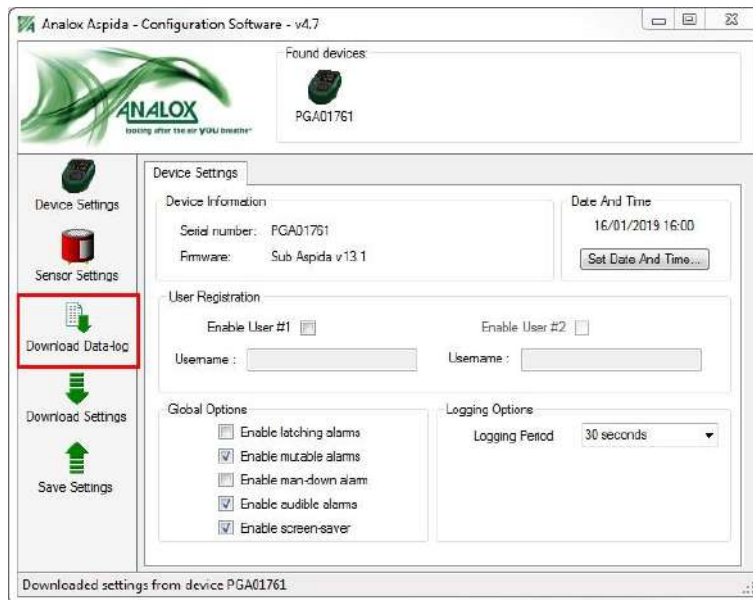 Analox Aspida - Configuration Software - v4.7
Found devices:
PGA01761
ANALOX
looking after the air YOU breathe
Device Settings
Sensor Settings
Download Data-log
Download Settings
Save Settings
Device Settings
Device Information
Serial number: PGA01761
Firmware: Sub Aspida v13.1
Date And Time
16/01/2019 16:00
Set Date And Time...
User Registration
Enable User #1
Enable User #2
Username :
Username :
Global Options
Enable latching alarms
Enable mutable alarms
Enable man-down alarm
Enable audible alarms
Enable screen-saver
Logging Options
Logging Period 30 seconds
Downloaded settings from device PGA01761